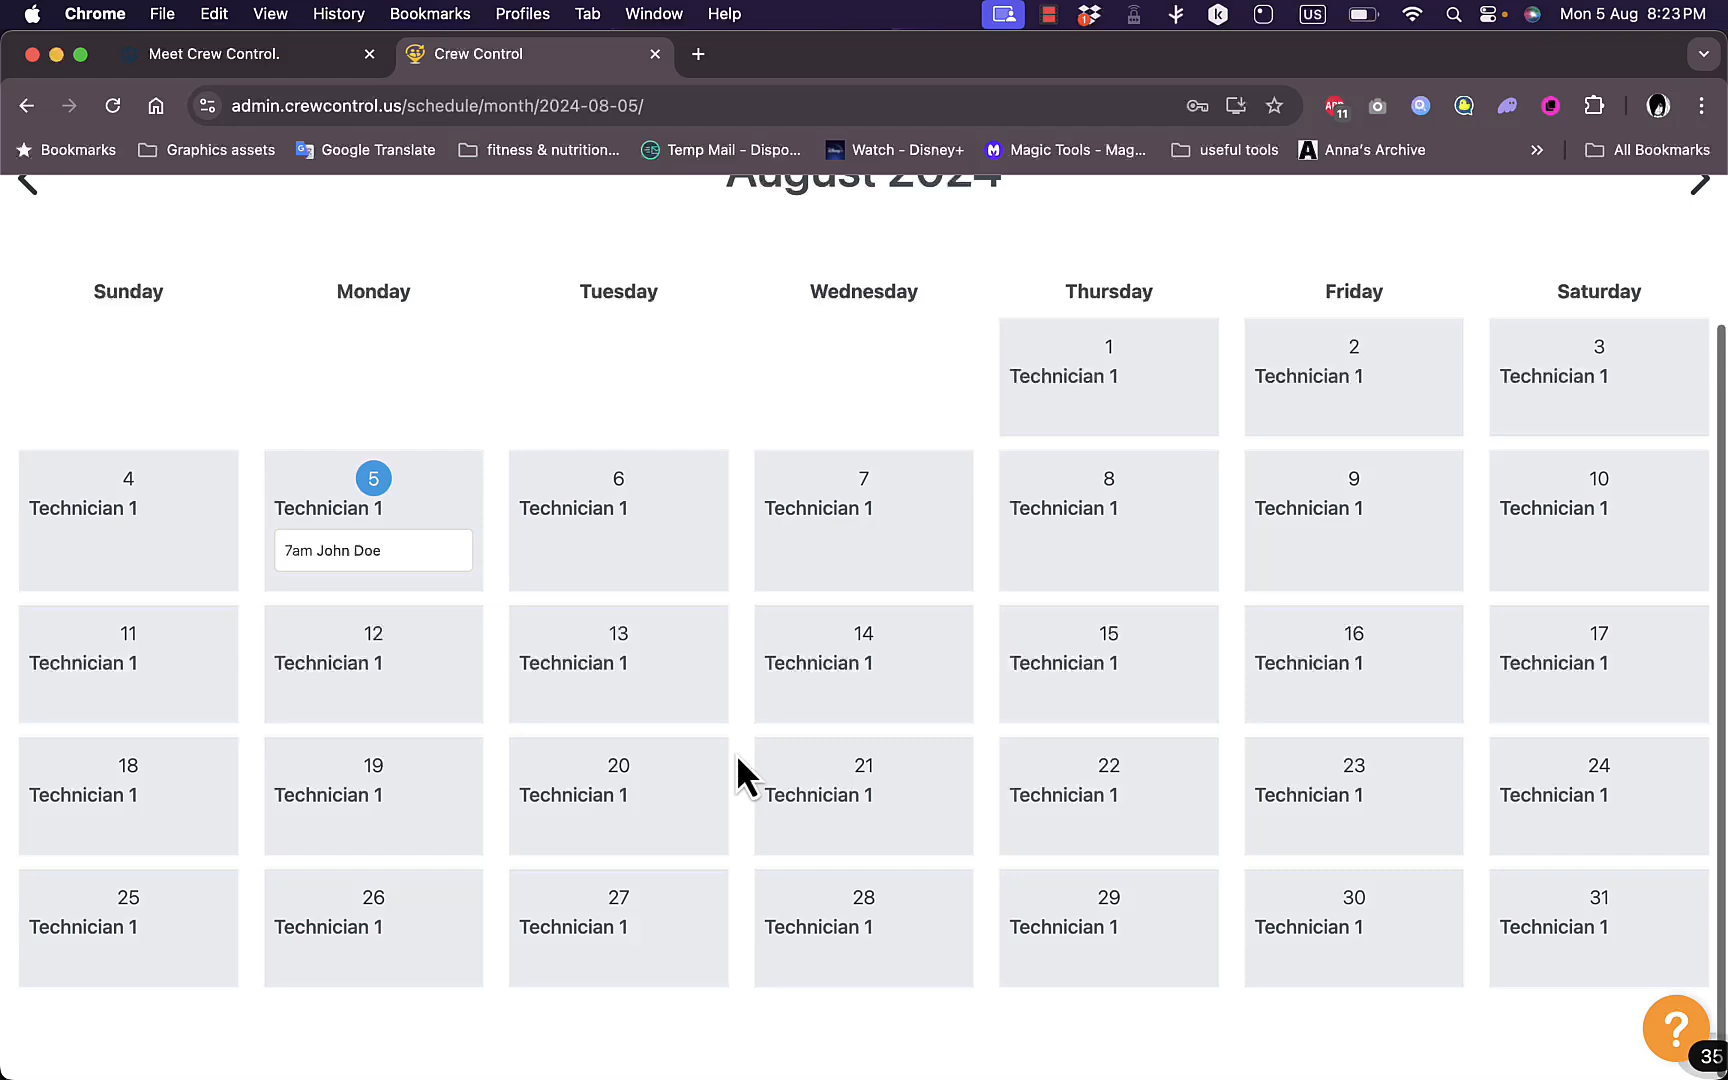 Chrome File Edit View History Bookmarks Profiles Tab Window Help 1 US Mon 5 Aug 8:23 PM
Meet Crew Control. Crew Control
admin.crewcontrol.us/schedule/month/2024-08-05/ 11
Bookmarks Graphics assets Google Translate fitness & nutrition... Temp Mail - Dispo... Watch - Disney+ Magic Tools - Mag... useful tools Anna's Archive » All Bookmarks
August 2024
Sunday Monday Tuesday Wednesday Thursday Friday Saturday
1 2 3
Technician 1 Technician 1 Technician 1
4 5 6 7 8 9 10
Technician 1 Technician 1 Technician 1 Technician 1 Technician 1 Technician 1 Technician 1
7am John Doe
11 12 13 14 15 16 17
Technician 1 Technician 1 Technician 1 Technician 1 Technician 1 Technician 1 Technician 1
18 19 20 21 22 23 24
Technician 1 Technician 1 Technician 1 Technician 1 Technician 1 Technician 1 Technician 1
25 26 27 28 29 30 31
Technician 1 Technician 1 Technician 1 Technician 1 Technician 1 Technician 1 Technician 1
?
35